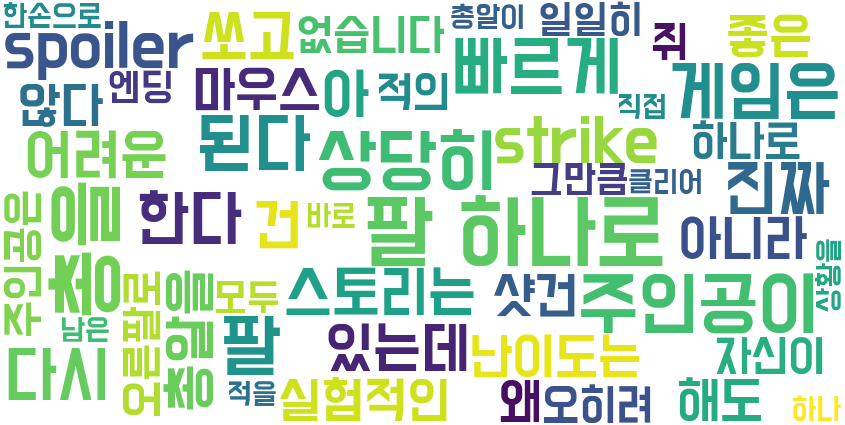 한손으로
spoiler
쏘고
없습니다
총알이
일일히
쥐
좋은
않다
엔딩
마우스
아
적의
빠르게
직접
게임은
어려운
된다
상당히
strike
하나로
그만큼
클리어
진짜
총을
한다
건
바로
팔 하나로
아니라
상황을
주인공은
남은
오른팔로
총알을
모두
스토리는
샷건
주인공이
다시
팔
있는데
난이도는
자신이
적을
실험적인
왜
오히려
해도
하나